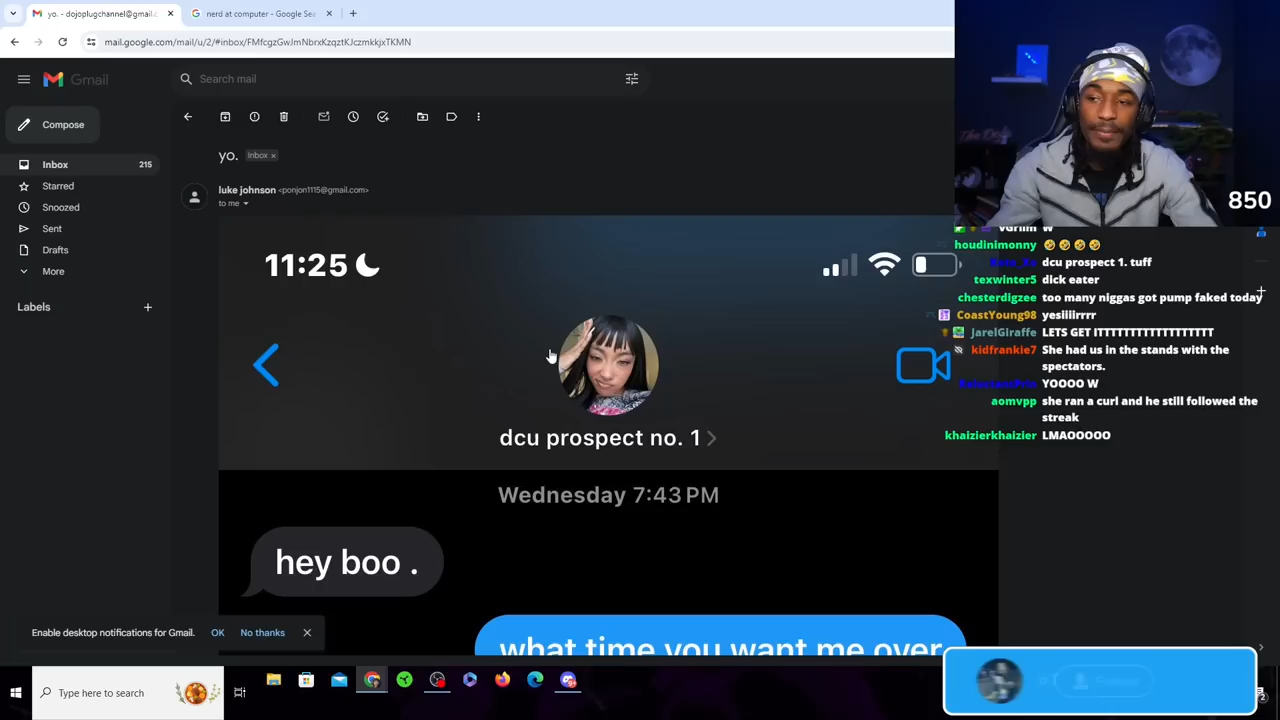 yo. - dojoplugchannel@gmail.c
nerd at computer - Google Sea
mail.google.com/mail/u/2/#inbox/FMfcgzGwJmNbrxKzqztKJczmkkjxTKMN
Gmail
Search mail
Compose
Inbox 215
Starred
Snoozed
Sent
Drafts
More
Labels
yo. Inbox
luke johnson <ponjon1115@gmail.com>
to me
11:25
dcu prospect no. 1
Wednesday 7:43 PM
hey boo .
what time you want me over
Enable desktop notifications for Gmail. OK No thanks
Type here to search
850
W
houdinimonny 🤣🤣🤣🤣
dcu prospect 1. tuff
texwinter5 dick eater
chesterdigzee too many niggas got pump faked today
CoastYoung98 yesiiirrrr
JarelGiraffe LETS GET ITTTTTTTTTTTTTTTTTT
kidfrankie7 She had us in the stands with the
spectators.
YOOOO W
aomvpp she ran a curl and he still followed the
streak
khaizierkhaizier LMAOOOOO
2